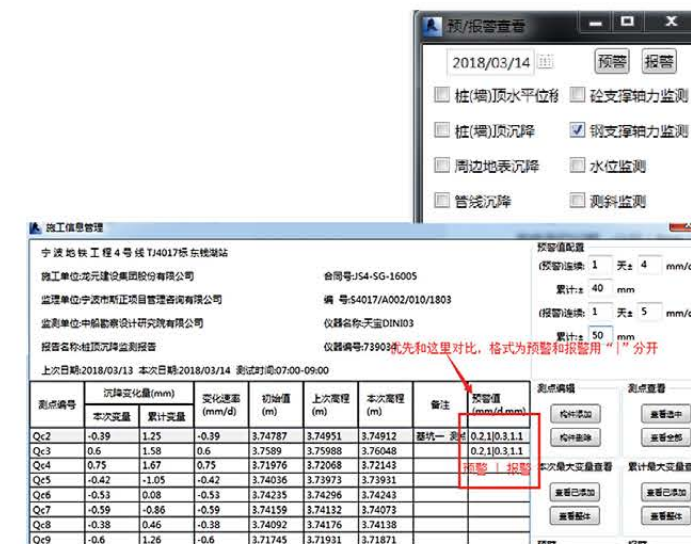 预/报警查看
2018/03/14 预警 报警
桩(墙)顶水平位移 砼支撑轴力监测
桩(墙)顶沉降 钢支撑轴力监测
周边地表沉降 水位监测
管线沉降 测斜监测
施工信息管理
宁波地铁工程4号线TJ4017标东钱湖站
施工单位:龙元建设集团股份有限公司 合同号:JS4-SG-16005
监理单位:宁波市斯正项目管理咨询有限公司 编 号:S4017/A002/010/1803
监测单位:中船勘察设计研究院有限公司 仪器名称:天宝DINI03
报告名称:桩顶沉降监测报告 仪器编号:73903
优先和这里对比，格式为预警和报警用“|”分开
上次日期:2018/03/13 本次日期:2018/03/14 测试时间:07:00-09:00
预警值配置
(预警)连续: 1 天± 4 mm/d
累计:± 40 mm
(报警)连续: 1 天± 5 mm/d
累计:± 50 mm
测点编号 沉降变化量(mm) 变化速率(mm/d) 初始值(m) 上次高程(m) 本次高程(m) 备注 预警值(mm/d,mm)
本次变量 累计变量
Qc2 -0.39 1.25 -0.39 3.74787 3.74951 3.74912 基坑一 测点 0.2,1|0.3,1.1
Qc3 0.6 1.58 0.6 3.7589 3.75988 3.76048 0.2,1|0.3,1.1
Qc4 0.75 1.67 0.75 3.71976 3.72068 3.72143
预警 | 报警
Qc5 -0.42 -1.05 -0.42 3.74036 3.73973 3.73931
Qc6 -0.53 0.08 -0.53 3.74235 3.74296 3.74243
Qc7 -0.59 -0.86 -0.59 3.74159 3.74132 3.74073
Qc8 -0.38 0.46 -0.38 3.74092 3.74176 3.74138
Qc9 -0.6 1.26 -0.6 3.71745 3.71931 3.71871
测点编辑 测点查看
构件添加 查看选中
构件删除 查看全部
本次最大变量查看 累计最大变量查
查看已添加 查看已添加
查看整体 查看整体